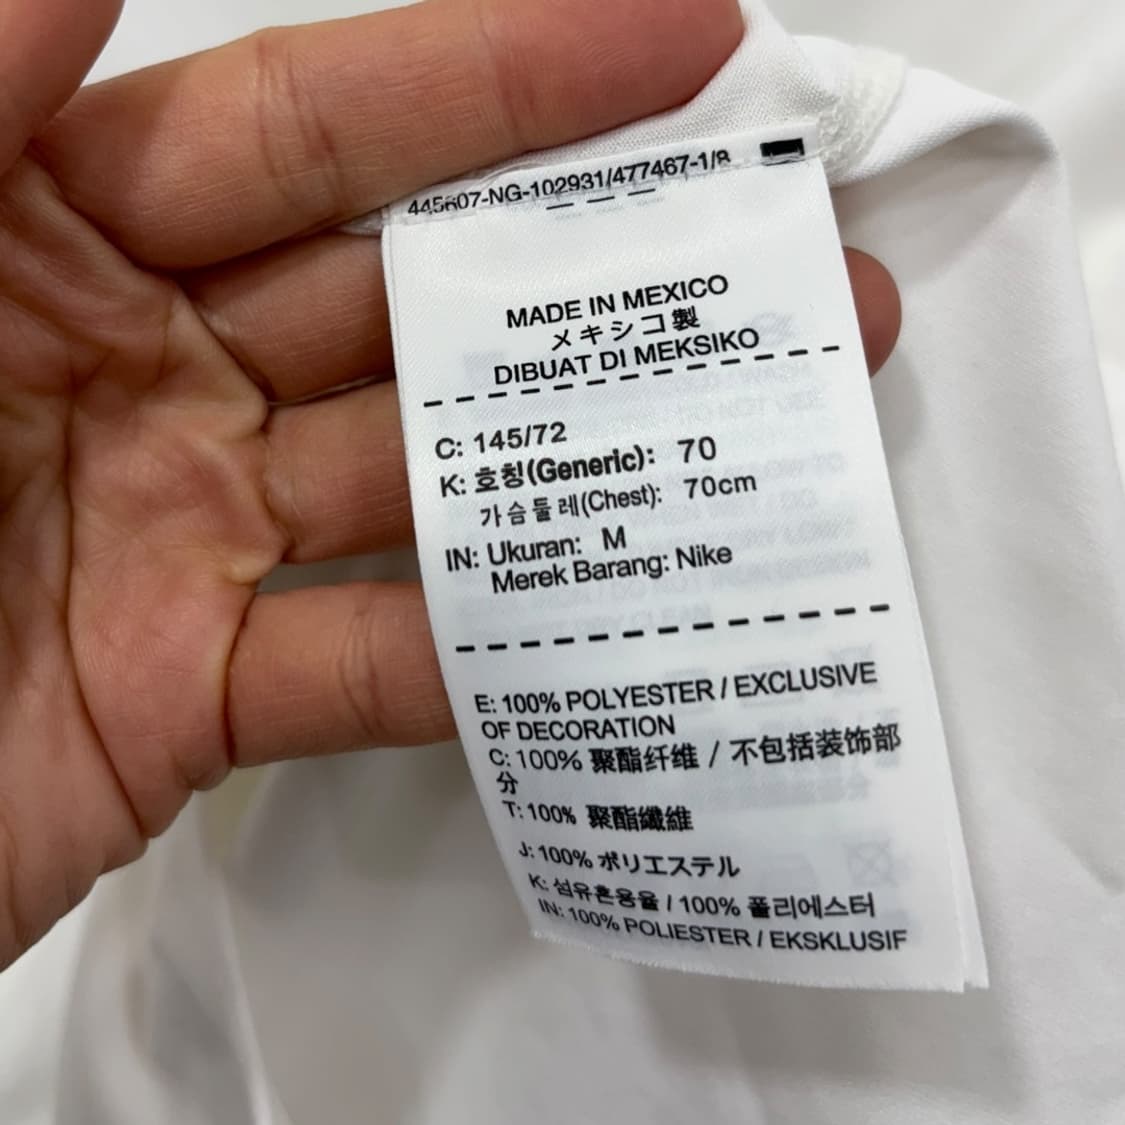 445607-NG-102931/477467-1/8
MADE IN MEXICO
メキシコ製
DIBUAT DI MEKSIKO
C: 145/72
K: 호칭(Generic): 70
가슴둘레(Chest): 70cm
IN: Ukuran: M
Merek Barang: Nike
E: 100% POLYESTER / EXCLUSIVE
OF DECORATION
C: 100% 聚酯纤维 / 不包括装饰部
分
T: 100% 聚酯纖維
J: 100% ポリエステル
K: 섬유혼용율 / 100% 폴리에스터
IN: 100% POLIESTER / EKSKLUSIF